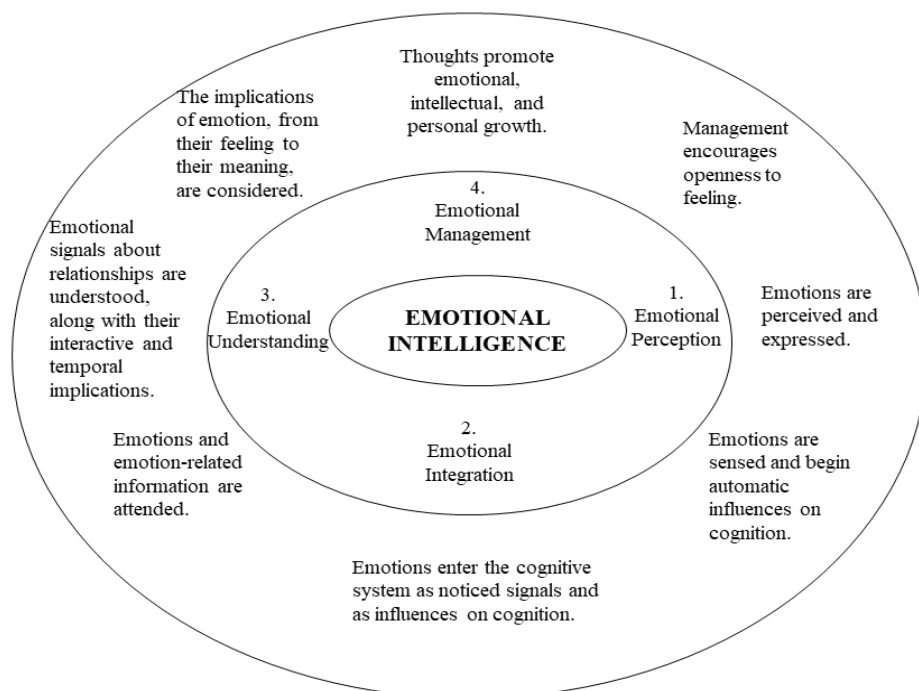 Thoughts promote
emotional,
intellectual, and
personal growth.
The implications
of emotion, from
their feeling to
their meaning,
are considered.
Management
encourages
openness to
feeling.
4.
Emotional
Management
Emotional
signals about
relationships are
understood,
along with their
interactive and
temporal
implications.
3.
Emotional
Understanding
EMOTIONAL
INTELLIGENCE
1.
Emotional
Perception
Emotions are
perceived and
expressed.
2.
Emotional
Integration
Emotions and
emotion-related
information are
attended.
Emotions are
sensed and begin
automatic
influences on
cognition.
Emotions enter the cognitive
system as noticed signals and
as influences on cognition.